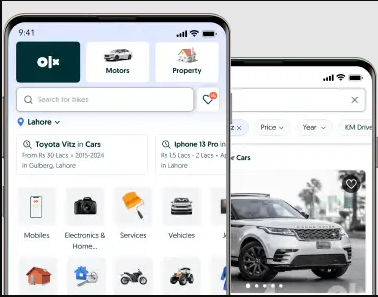 9:41
olx
Motors
Property
Search for bikes
Lahore
Toyota Vitz in Cars
From Rs 30 Lacs • 2015-2024
in Gulberg, Lahore
Iphone 13 Pro in
Rs 1.5 Lacs - 2 Lacs •
in Lahore
Mobiles
Electronics &
Home...
Services
Vehicles
Price
Year
KM Drive
Cars